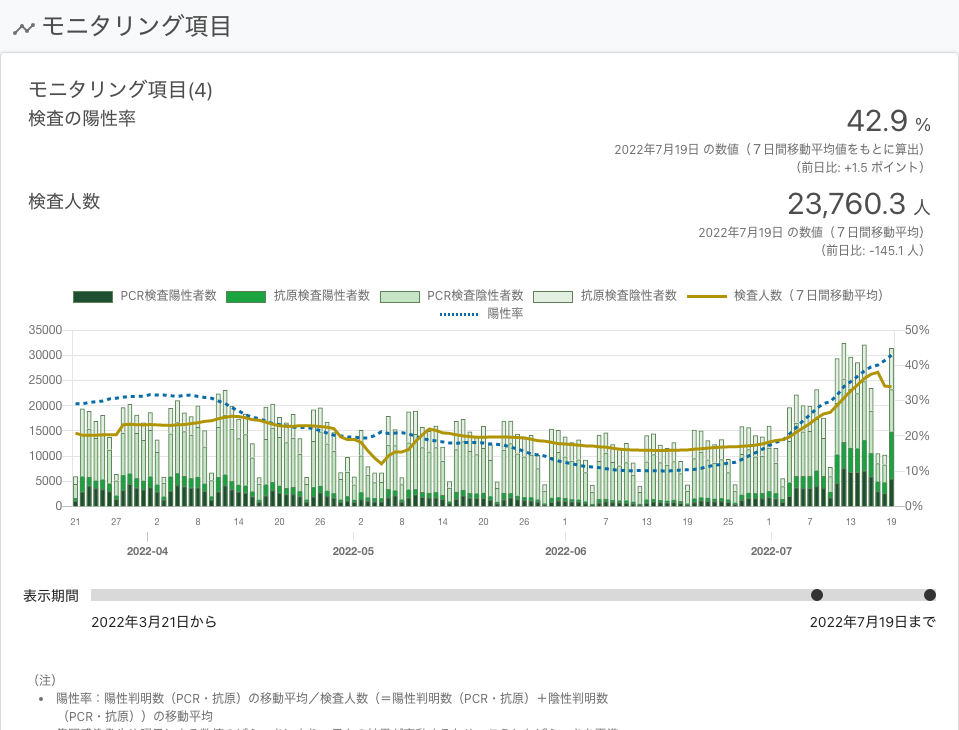 モニタリング項目
モニタリング項目(4)
検査の陽性率
42.9 %
2022年7月19日 の数値（７日間移動平均値をもとに算出）
（前日比: +1.5 ポイント）
検査人数
23,760.3 人
2022年7月19日 の数値（７日間移動平均）
（前日比: -145.1 人）
PCR検査陽性者数 抗原検査陽性者数 PCR検査陰性者数 抗原検査陰性者数 検査人数（７日間移動平均）
陽性率
35000 50%
30000 40%
25000
20000 30%
15000 20%
10000 10%
5000
0 0%
21 27 2 8 14 20 26 2 8 14 20 26 1 7 13 19 25 1 7 13 19
2022-04 2022-05 2022-06 2022-07
表示期間
2022年3月21日から 2022年7月19日まで
（注）
• 陽性率：陽性判明数（PCR・抗原）の移動平均／検査人数（＝陽性判明数（PCR・抗原）＋陰性判明数
（PCR・抗原））の移動平均